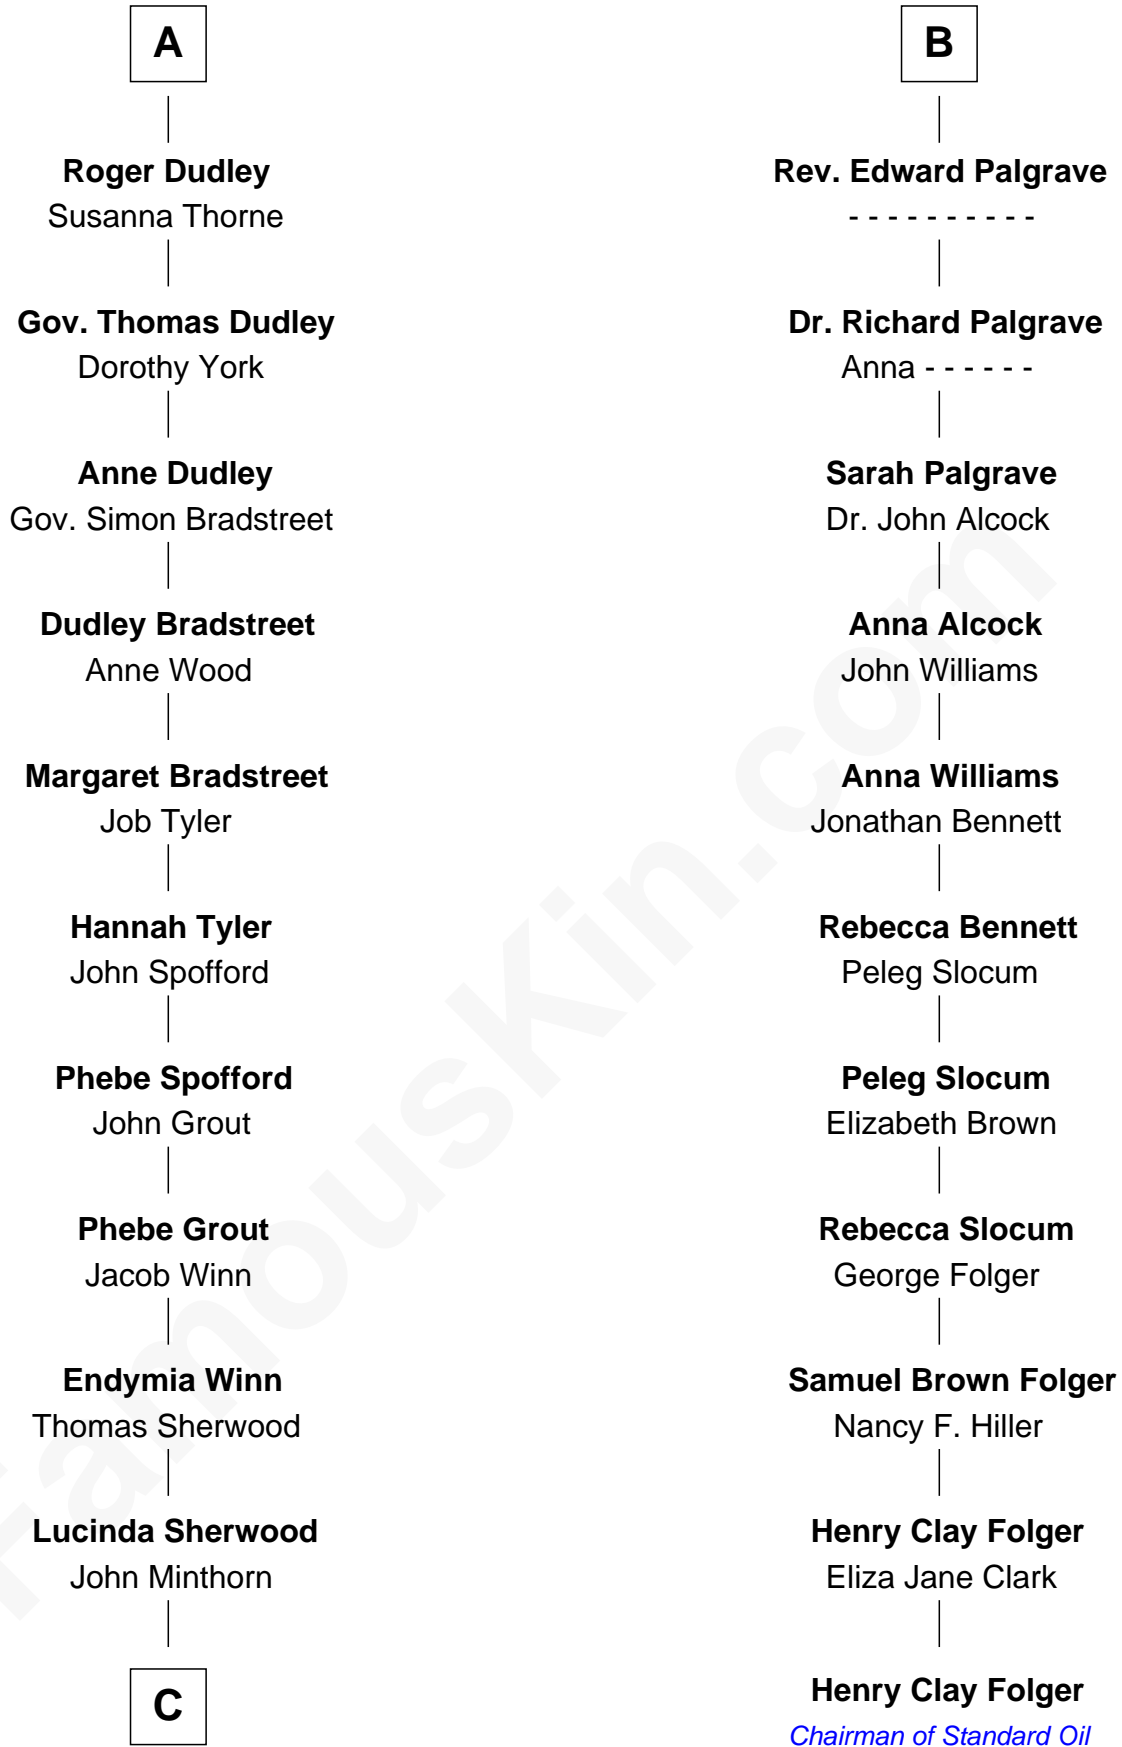 A
Roger Dudley
Susanna Thorne
Gov. Thomas Dudley
Dorothy York
Anne Dudley
Gov. Simon Bradstreet
Dudley Bradstreet
Anne Wood
Margaret Bradstreet
Job Tyler
Hannah Tyler
John Spofford
Phebe Spofford
John Grout
Phebe Grout
Jacob Winn
Endymia Winn
Thomas Sherwood
Lucinda Sherwood
John Minthorn
C
B
Rev. Edward Palgrave
- - - - - - - - - -
Dr. Richard Palgrave
Anna - - - - - -
Sarah Palgrave
Dr. John Alcock
Anna Alcock
John Williams
Anna Williams
Jonathan Bennett
Rebecca Bennett
Peleg Slocum
Peleg Slocum
Elizabeth Brown
Rebecca Slocum
George Folger
Samuel Brown Folger
Nancy F. Hiller
Henry Clay Folger
Eliza Jane Clark
Henry Clay Folger
Chairman of Standard Oil
FamousKin.com